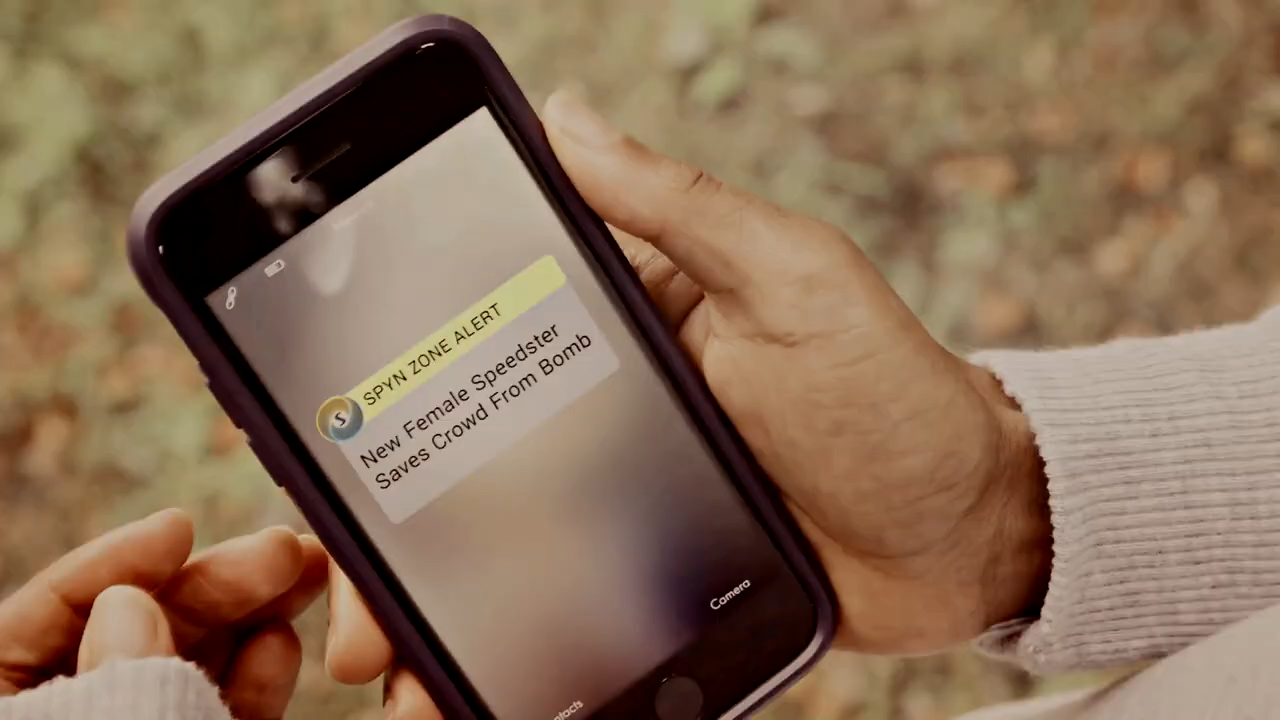 SPYN ZONE ALERT
S
New Female Speedster
Saves Crowd From Bomb
Camera